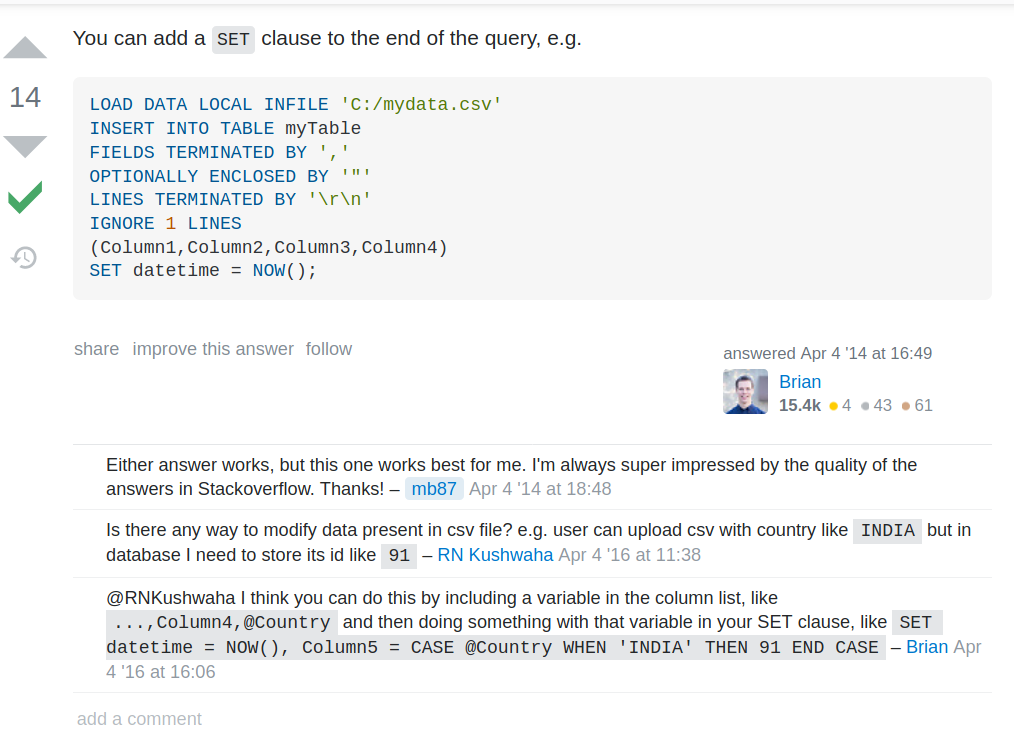 You can add a SET clause to the end of the query, e.g.
14
LOAD DATA LOCAL INFILE 'C:/mydata.csv'
INSERT INTO TABLE myTable
FIELDS TERMINATED BY ','
OPTIONALLY ENCLOSED BY '"'
LINES TERMINATED BY '\r\n'
IGNORE 1 LINES
(Column1,Column2,Column3,Column4)
SET datetime = NOW();
share improve this answer follow
answered Apr 4 '14 at 16:49
Brian
15.4k 4 43 61
Either answer works, but this one works best for me. I'm always super impressed by the quality of the
answers in Stackoverflow. Thanks! – mb87 Apr 4 '14 at 18:48
Is there any way to modify data present in csv file? e.g. user can upload csv with country like INDIA but in
database I need to store its id like 91 – RN Kushwaha Apr 4 '16 at 11:38
@RNKushwaha I think you can do this by including a variable in the column list, like
...,Column4,@Country and then doing something with that variable in your SET clause, like SET
datetime = NOW(), Column5 = CASE @Country WHEN 'INDIA' THEN 91 END CASE – Brian Apr
4 '16 at 16:06
add a comment